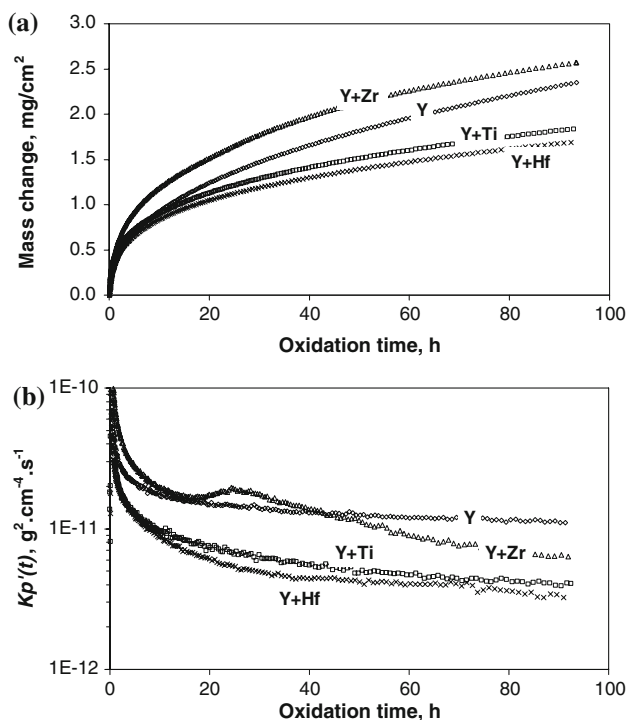 (a)
Mass change, mg/cm²
3.0
2.5
2.0
1.5
1.0
0.5
0.0
Y+Zr
Y
Y+Ti
Y+Hf
0 20 40 60 80 100
Oxidation time, h
(b)
Kp'(t), g².cm⁻⁴.s⁻¹
1E-10
1E-11
1E-12
Y
Y+Ti
Y+Zr
Y+Hf
0 20 40 60 80 100
Oxidation time, h